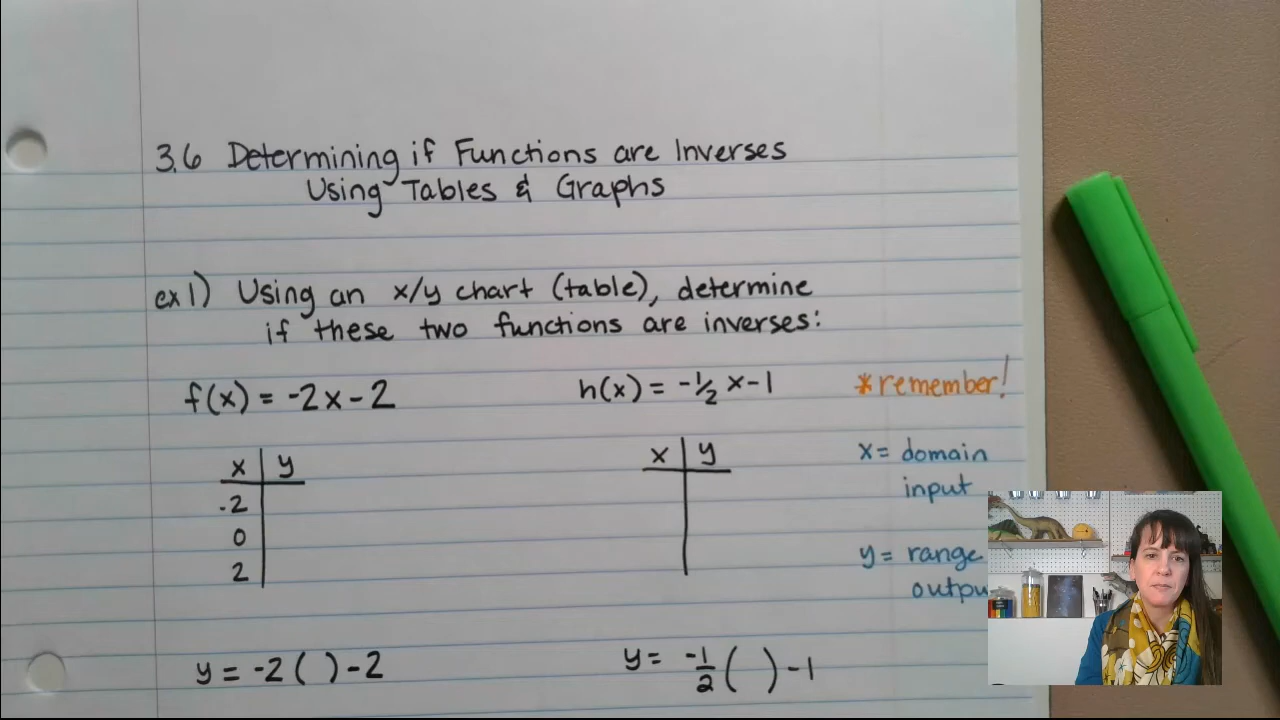 3.6 Determining if Functions are Inverses
Using Tables & Graphs
ex 1) Using an x/y chart (table), determine
if these two functions are inverses:
f(x) = -2x - 2
h(x) = -1/2 x - 1
*remember!
x | y
-2
0
2
x | y
x = domain
input
y = range
outpu
y = -2( ) - 2
y = -1/2 ( ) - 1